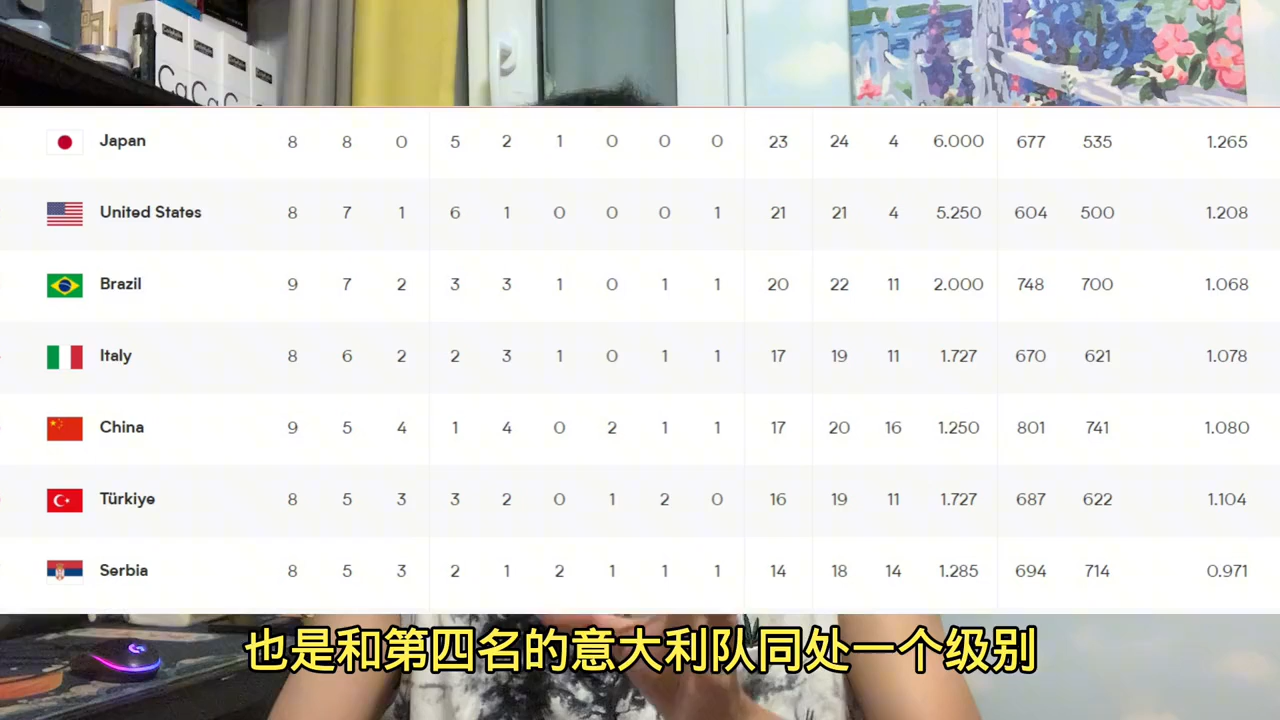 CaCaCaC
Japan 8 8 0 5 2 1 0 0 0 23 24 4 6.000 677 535 1.265
United States 8 7 1 6 1 0 0 0 1 21 21 4 5.250 604 500 1.208
Brazil 9 7 2 3 3 1 0 1 1 20 22 11 2.000 748 700 1.068
Italy 8 6 2 2 3 1 0 1 1 17 19 11 1.727 670 621 1.078
China 9 5 4 1 4 0 2 1 1 17 20 16 1.250 801 741 1.080
Türkiye 8 5 3 3 2 0 1 2 0 16 19 11 1.727 687 622 1.104
Serbia 8 5 3 2 1 2 1 1 1 14 18 14 1.285 694 714 0.971
也是和第四名的意大利队同处一个级别